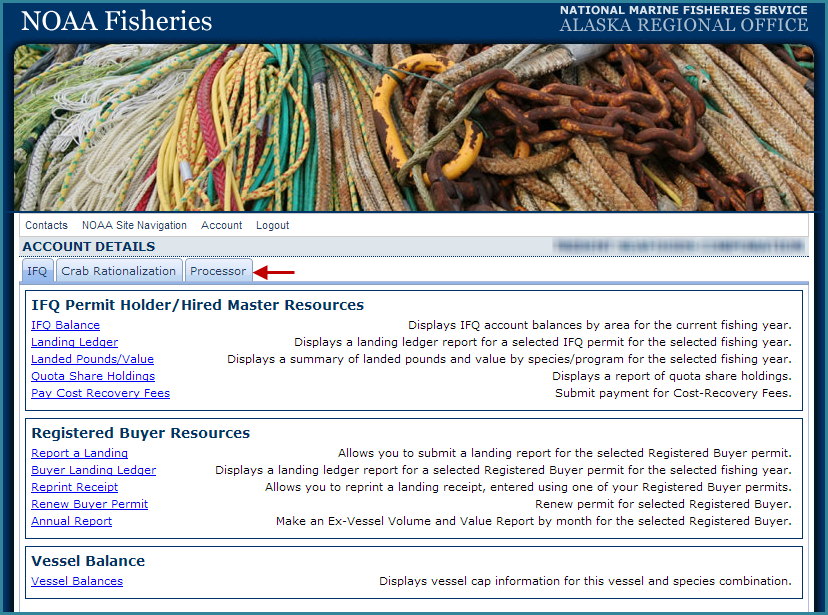 NOAA Fisheries
NATIONAL MARINE FISHERIES SERVICE
ALASKA REGIONAL OFFICE
Contacts NOAA Site Navigation Account Logout
ACCOUNT DETAILS
IFQ Crab Rationalization Processor
IFQ Permit Holder/Hired Master Resources
IFQ Balance Displays IFQ account balances by area for the current fishing year.
Landing Ledger Displays a landing ledger report for a selected IFQ permit for the selected fishing year.
Landed Pounds/Value Displays a summary of landed pounds and value by species/program for the selected fishing year.
Quota Share Holdings Displays a report of quota share holdings.
Pay Cost Recovery Fees Submit payment for Cost-Recovery Fees.
Registered Buyer Resources
Report a Landing Allows you to submit a landing report for the selected Registered Buyer permit.
Buyer Landing Ledger Displays a landing ledger report for a selected Registered Buyer permit for the selected fishing year.
Reprint Receipt Allows you to reprint a landing receipt, entered using one of your Registered Buyer permits.
Renew Buyer Permit Renew permit for selected Registered Buyer.
Annual Report Make an Ex-Vessel Volume and Value Report by month for the selected Registered Buyer.
Vessel Balance
Vessel Balances Displays vessel cap information for this vessel and species combination.